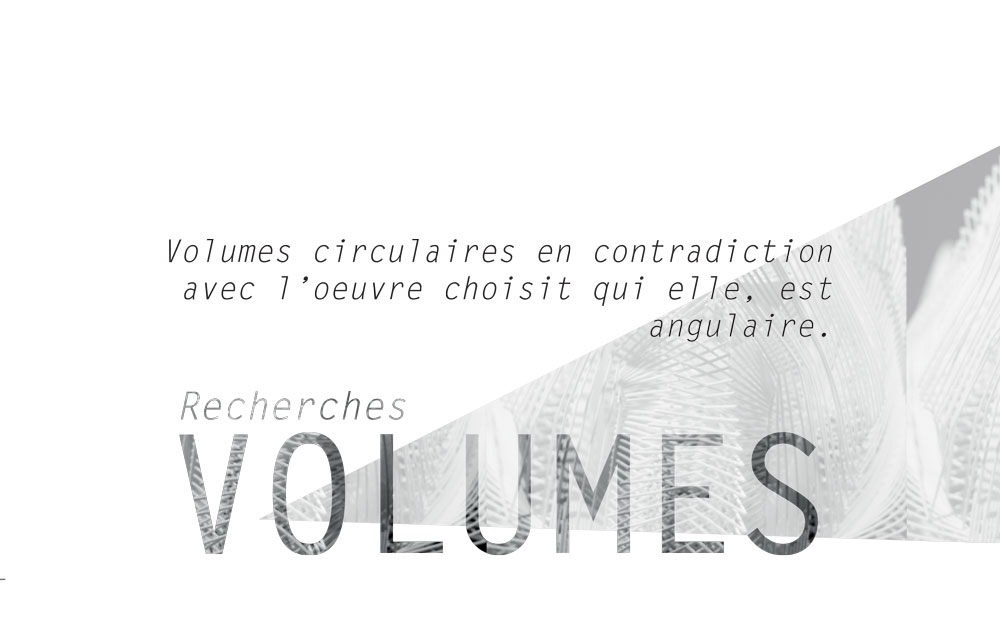 Volumes circulaires en contradiction
avec l’oeuvre choisit qui elle, est
angulaire.
Recherches
VOLUMES